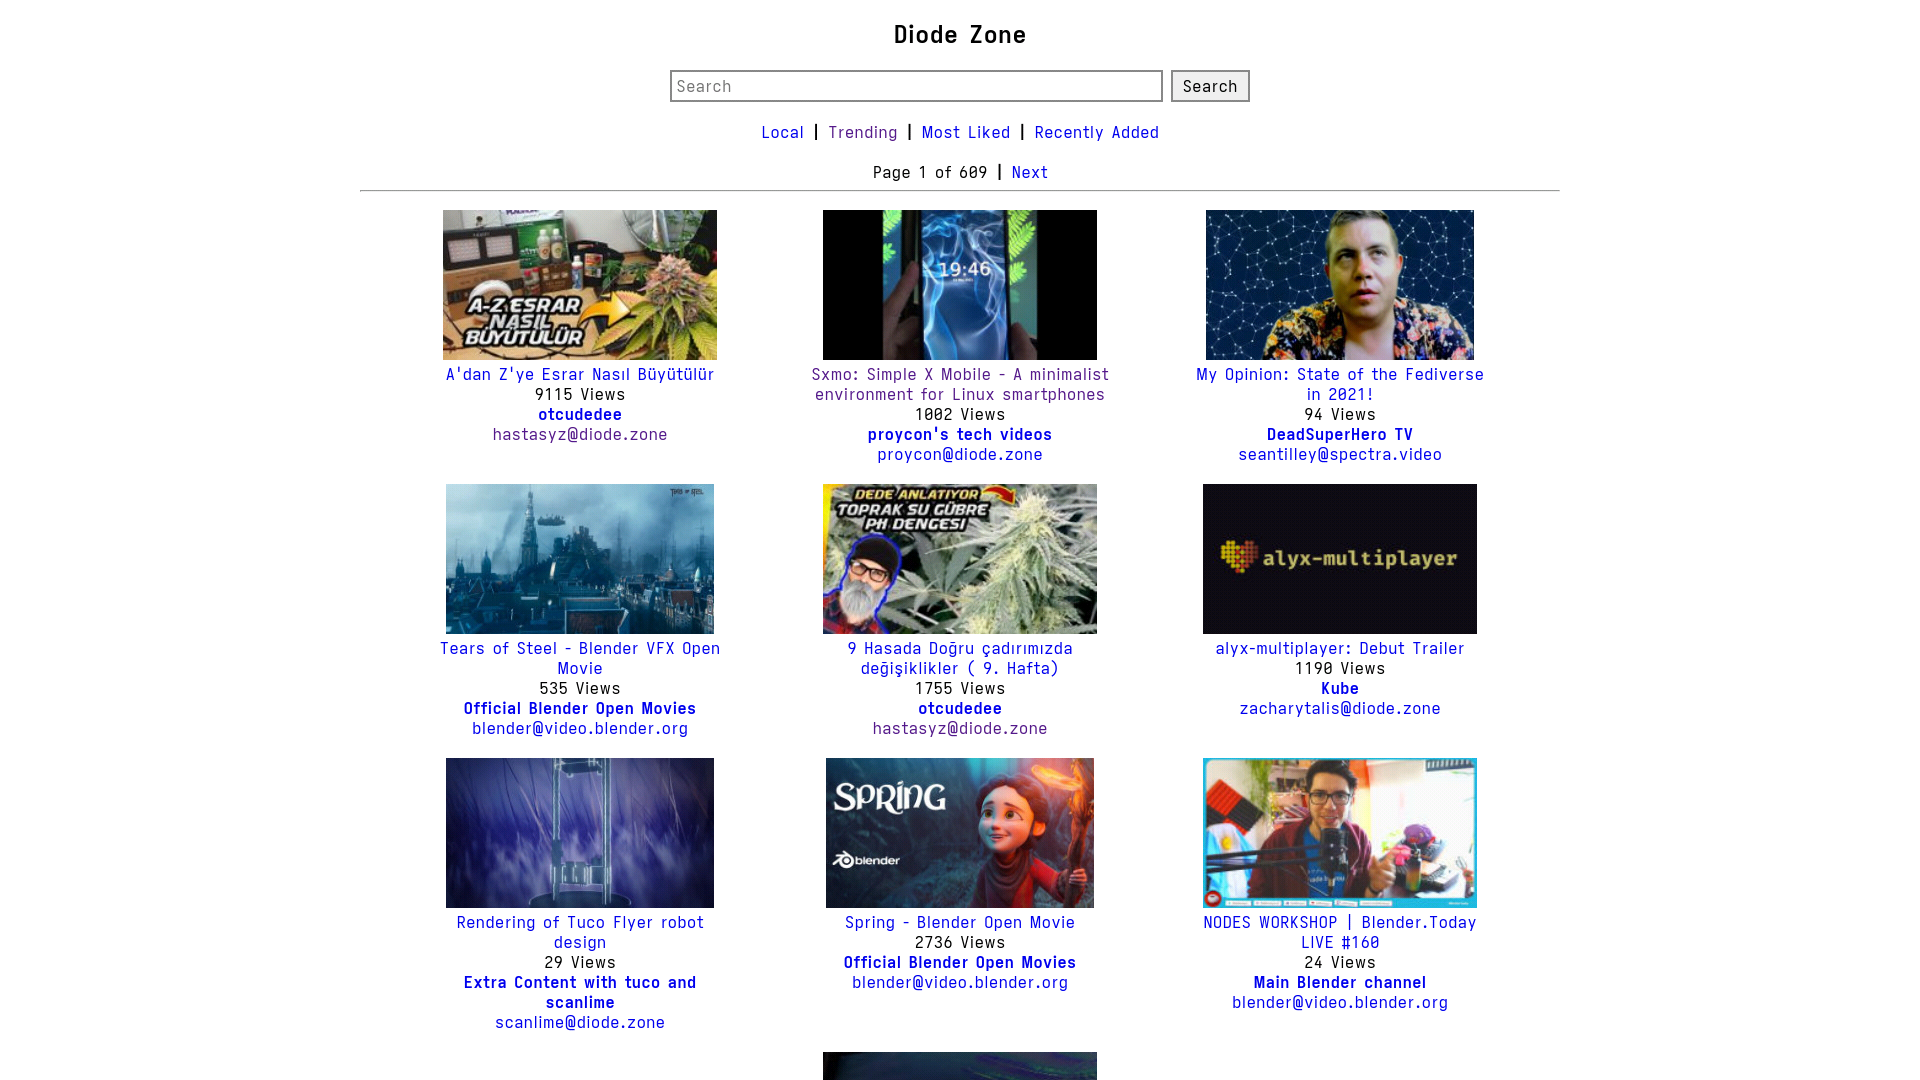 Diode Zone
Search
Search
Local | Trending | Most Liked | Recently Added
Page 1 of 609 | Next
A-Z ESRAR
NASIL
BÜYÜTÜLÜR
A'dan Z'ye Esrar Nasıl Büyütülür
9115 Views
otcudedee
hastasyz@diode.zone
19:46
Sxmo: Simple X Mobile - A minimalist
environment for Linux smartphones
1002 Views
proycon's tech videos
proycon@diode.zone
My Opinion: State of the Fediverse
in 2021!
94 Views
DeadSuperHero TV
seantilley@spectra.video
Tears of Steel - Blender VFX Open
Movie
535 Views
Official Blender Open Movies
blender@video.blender.org
DEDE ANLATIYOR
TOPRAK SU GÜBRE
PH DENGESI
9 Hasada Doğru çadırımızda
değişiklikler ( 9. Hafta)
1755 Views
otcudedee
hastasyz@diode.zone
alyx-multiplayer
alyx-multiplayer: Debut Trailer
1190 Views
Kube
zacharytalis@diode.zone
Rendering of Tuco Flyer robot
design
29 Views
Extra Content with tuco and
scanlime
scanlime@diode.zone
SPRING
blender
Spring - Blender Open Movie
2736 Views
Official Blender Open Movies
blender@video.blender.org
NODES WORKSHOP | Blender.Today
LIVE #160
24 Views
Main Blender channel
blender@video.blender.org